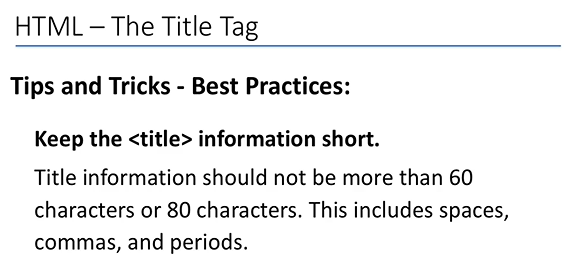 HTML – The Title Tag
Tips and Tricks - Best Practices:
Keep the <title> information short.
Title information should not be more than 60
characters or 80 characters. This includes spaces,
commas, and periods.